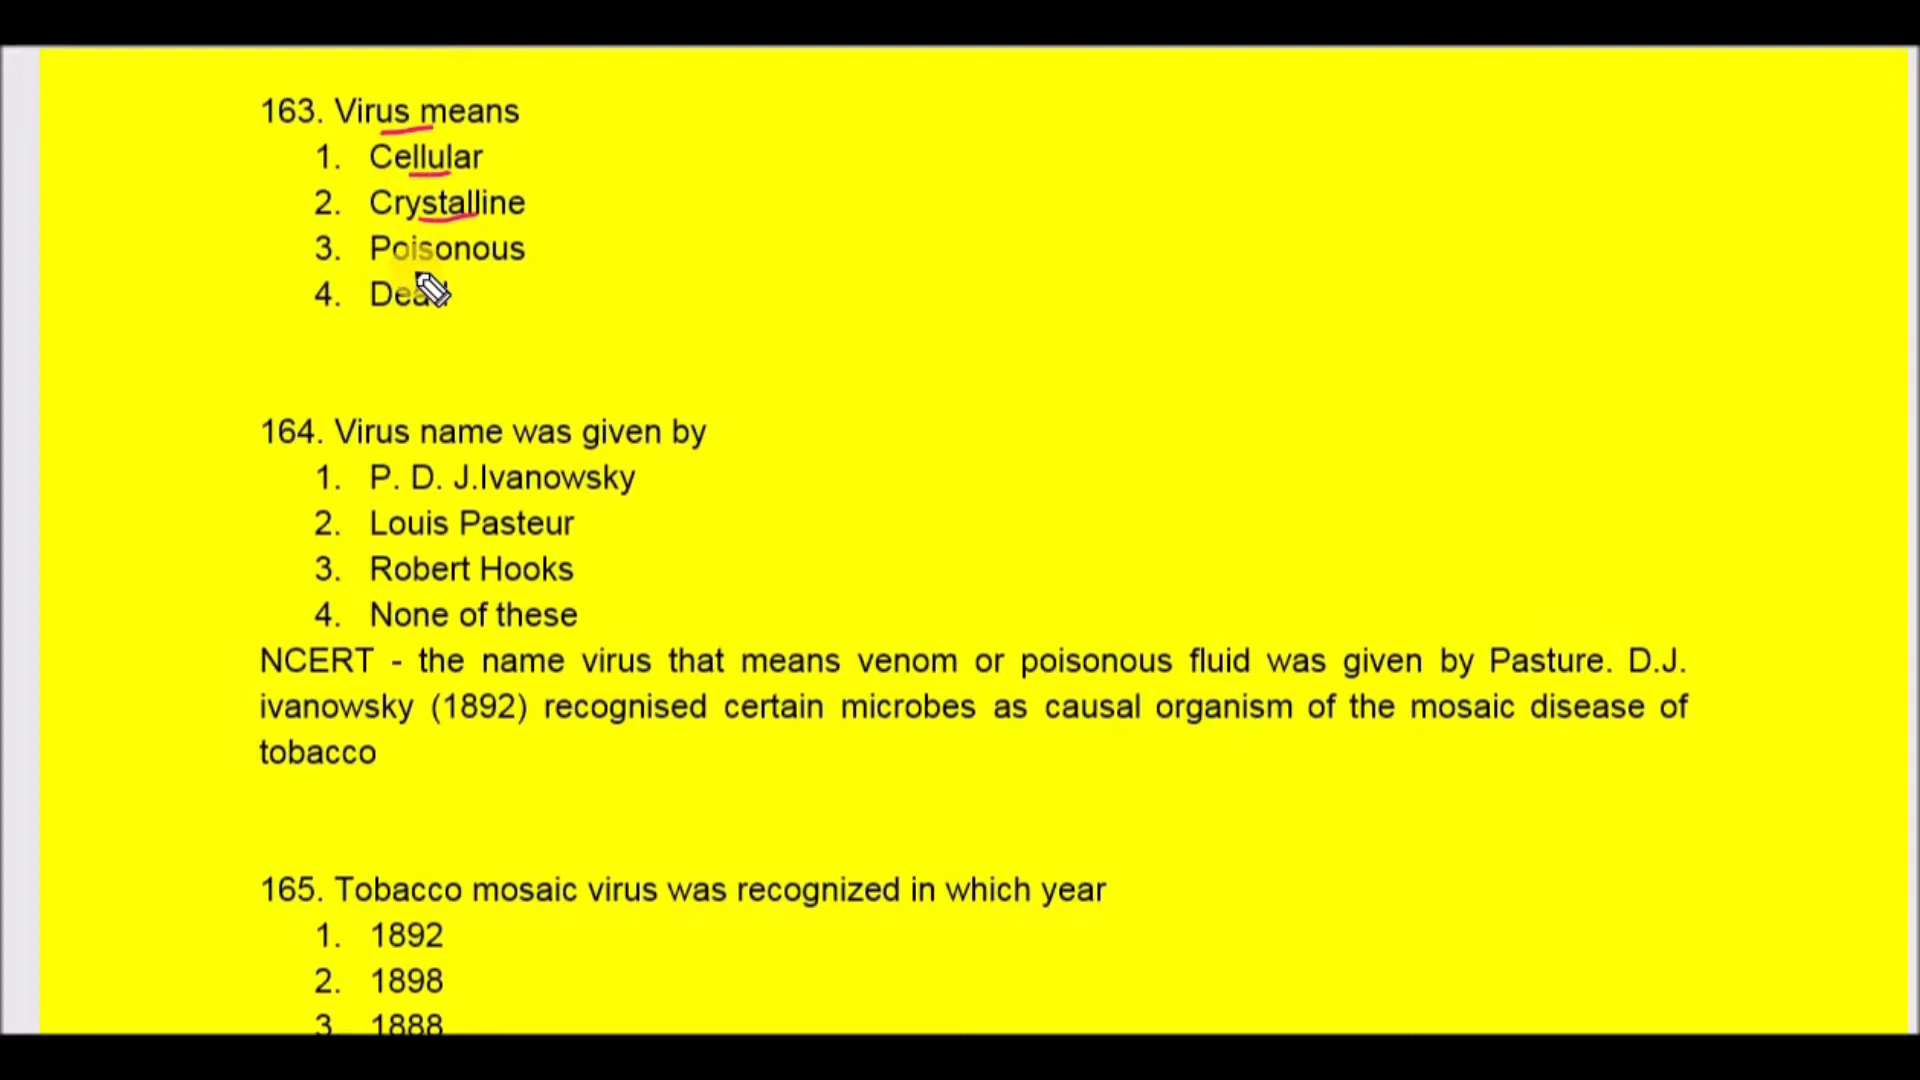 163. Virus means
1. Cellular
2. Crystalline
3. Poisonous
4. Dead
164. Virus name was given by
1. P. D. J.Ivanowsky
2. Louis Pasteur
3. Robert Hooks
4. None of these
NCERT - the name virus that means venom or poisonous fluid was given by Pasture. D.J.
ivanowsky (1892) recognised certain microbes as causal organism of the mosaic disease of
tobacco
165. Tobacco mosaic virus was recognized in which year
1. 1892
2. 1898
3. 1888